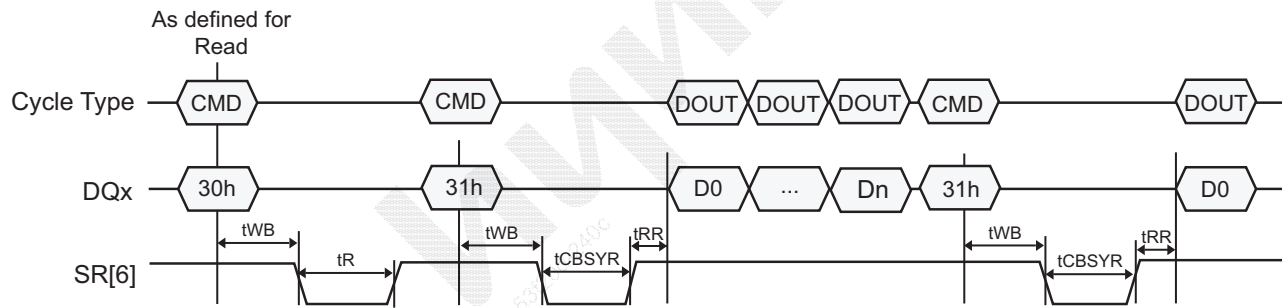 As defined for
Read
Cycle Type CMD CMD DOUT DOUT DOUT CMD DOUT
DQx 30h 31h D0 ... Dn 31h D0
tWB tWB tRR tWB tRR
SR[6] tR tCBSYR tCBSYR